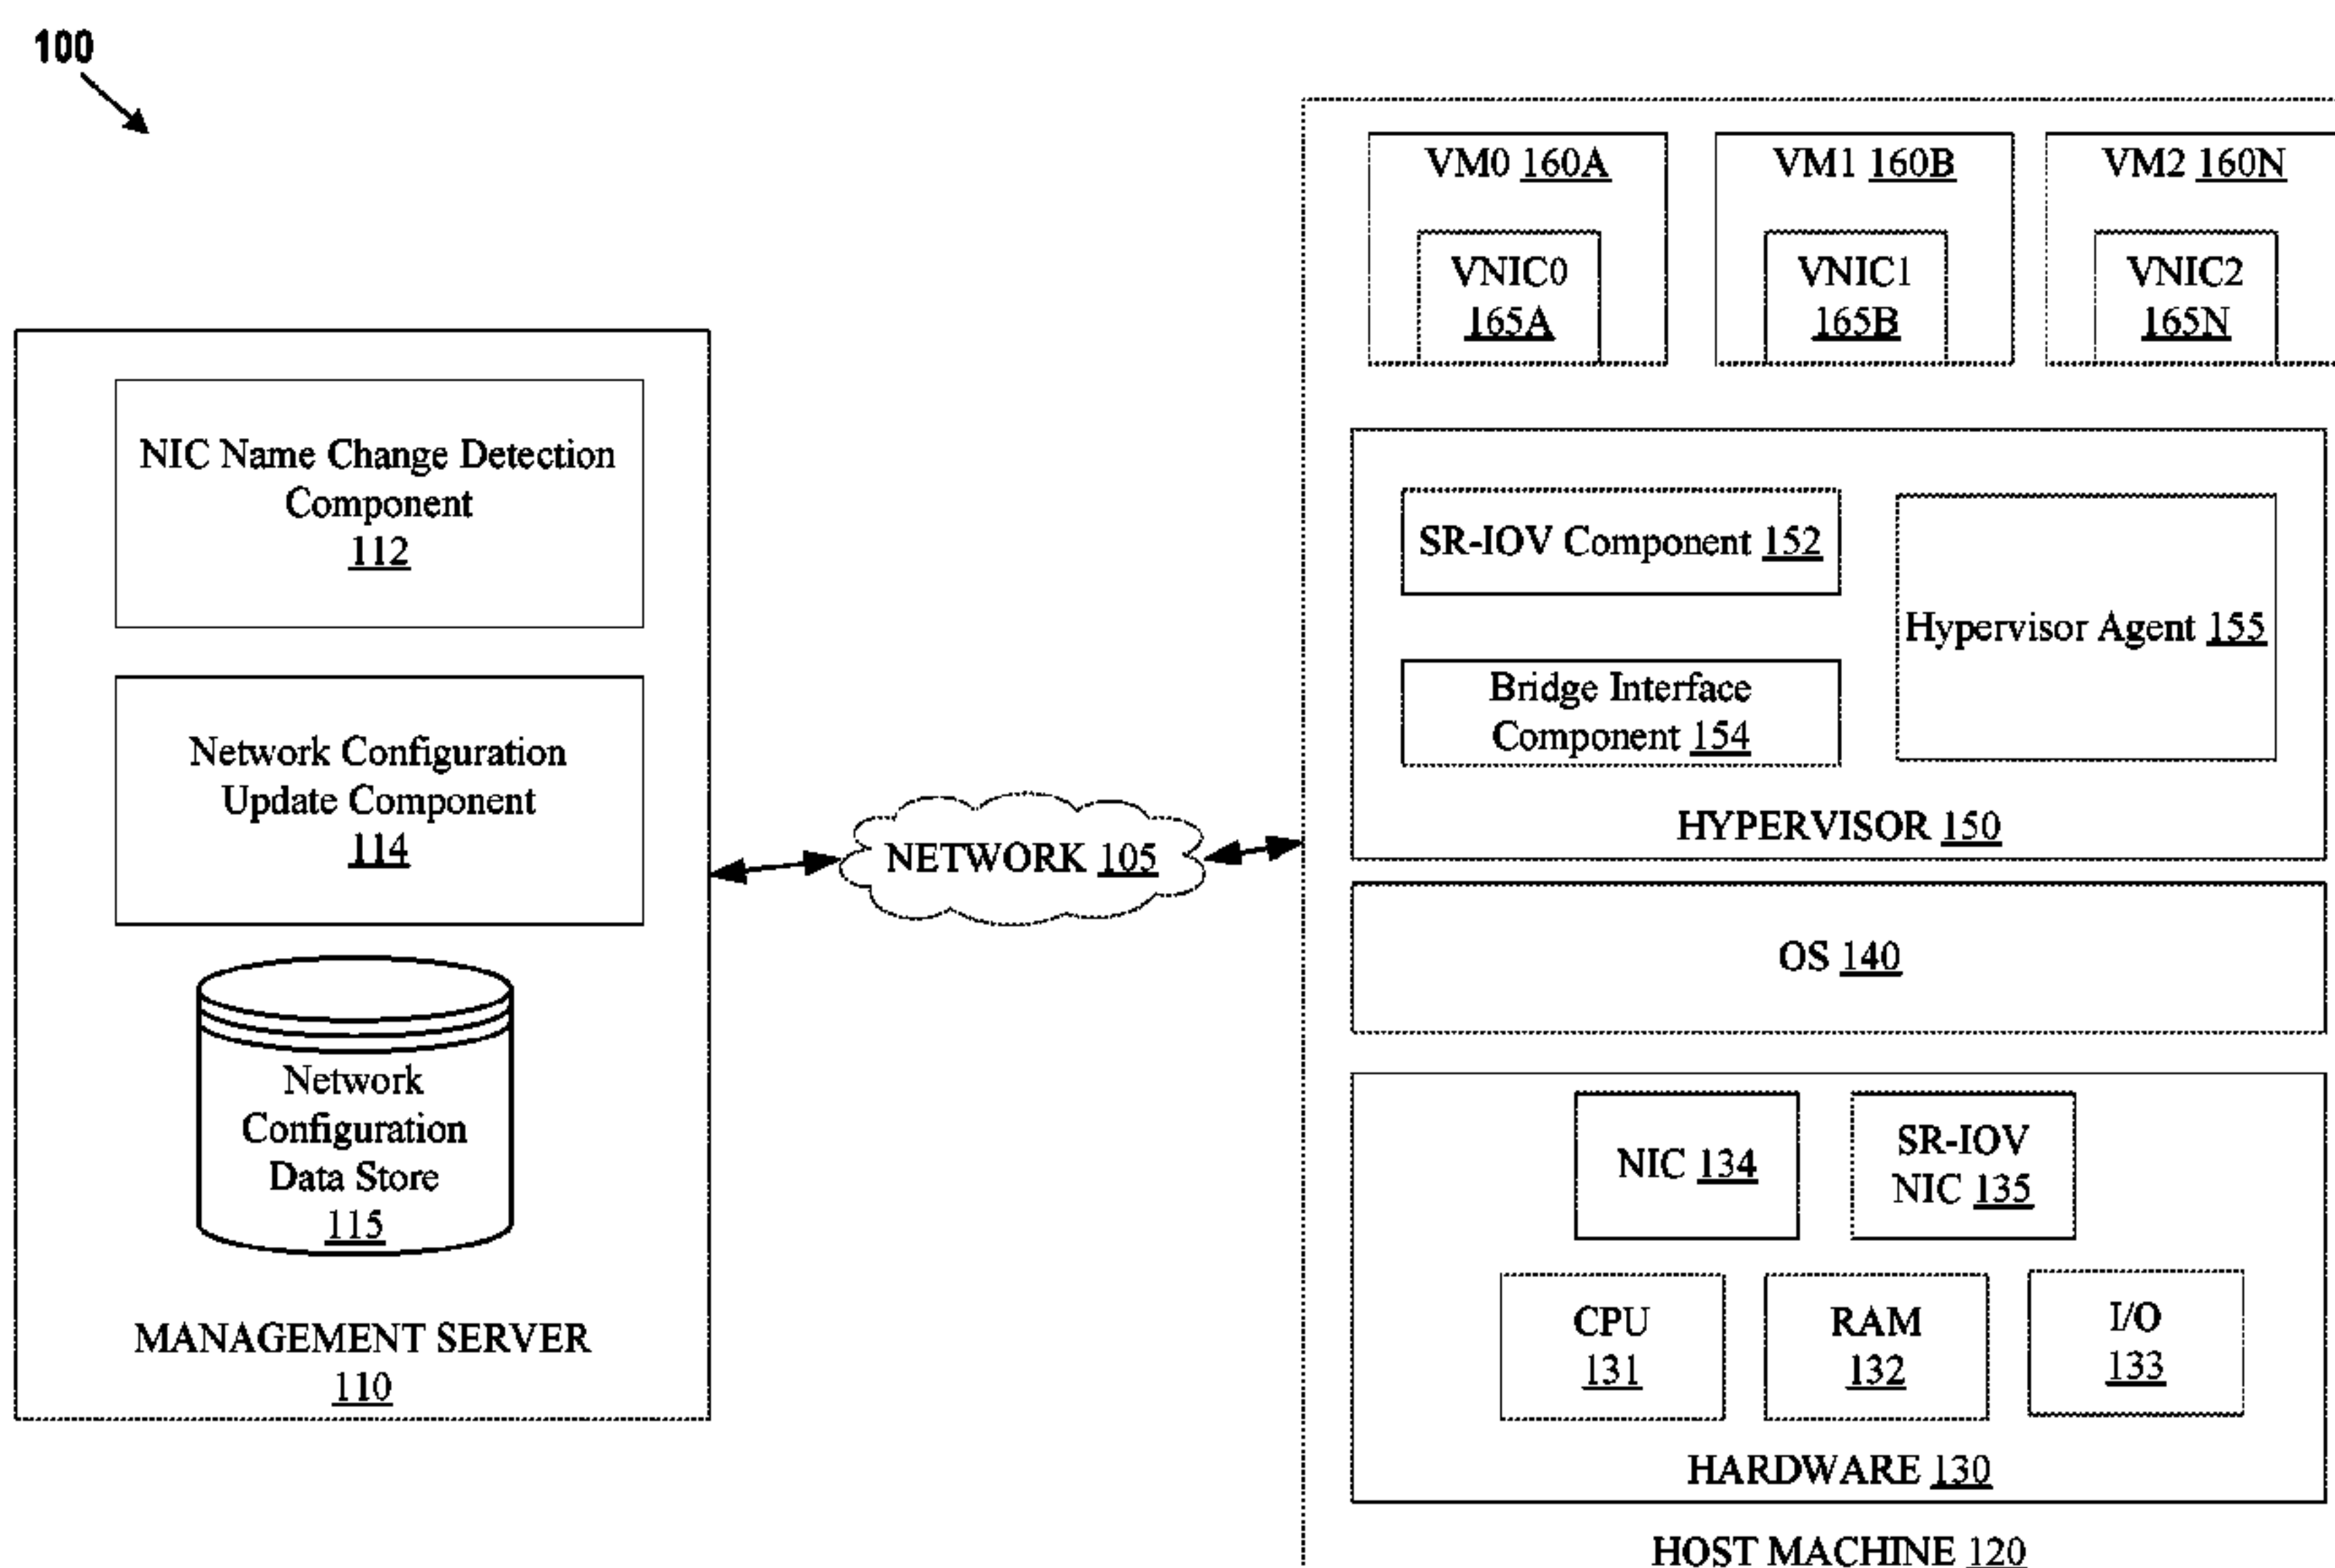 100
NIC Name Change Detection
Component
112
Network Configuration
Update Component
114
Network
Configuration
Data Store
115
MANAGEMENT SERVER
110
NETWORK 105
VM0 160A
VNIC0
165A
VM1 160B
VNIC1
165B
VM2 160N
VNIC2
165N
SR-IOV Component 152
Bridge Interface
Component 154
Hypervisor Agent 155
HYPERVISOR 150
OS 140
NIC 134
SR-IOV
NIC 135
CPU
131
RAM
132
I/O
133
HARDWARE 130
HOST MACHINE 120